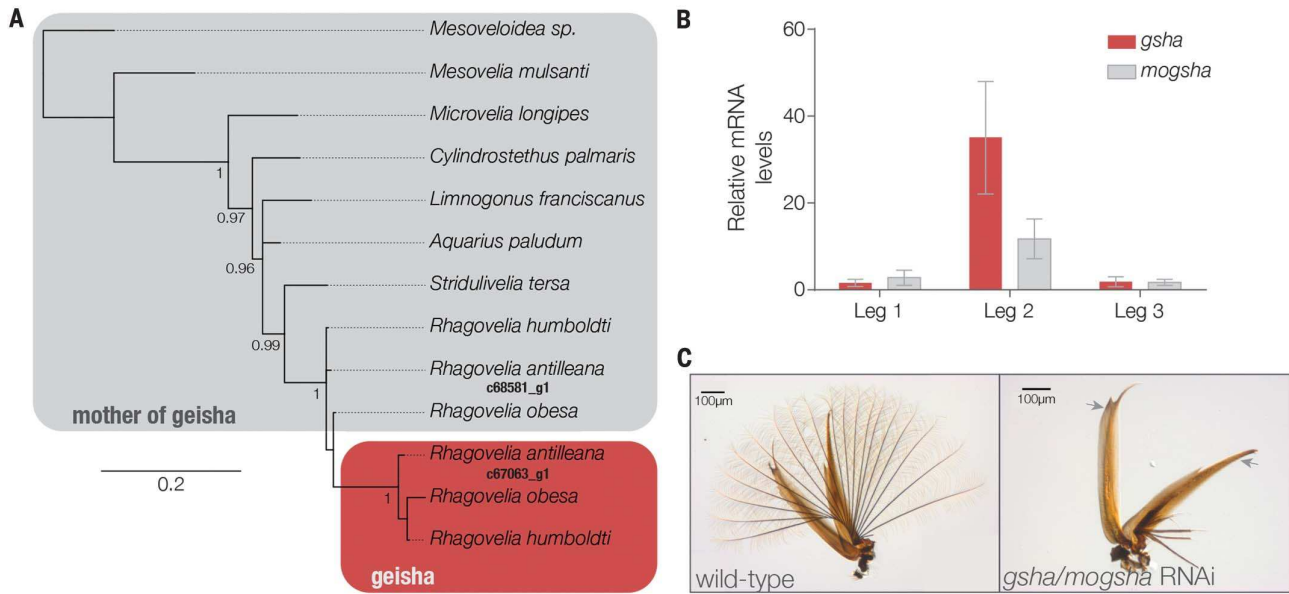 A
Mesoveloidea sp.
Mesovelia mulsanti
Microvelia longipes
Cylindrostethus palmaris
1
Limnogonus franciscanus
0.97
Aquarius paludum
0.96
Stridulivelia tersa
Rhagovelia humboldti
0.99
Rhagovelia antilleana
c68581_g1
1
Rhagovelia obesa
mother of geisha
Rhagovelia antilleana
c67063_g1
0.2
1
Rhagovelia obesa
Rhagovelia humboldti
geisha
B
Relative mRNA
levels
60
40
20
0
gsha
mogsha
Leg 1
Leg 2
Leg 3
C
100µm
wild-type
100µm
gsha/mogsha RNAi